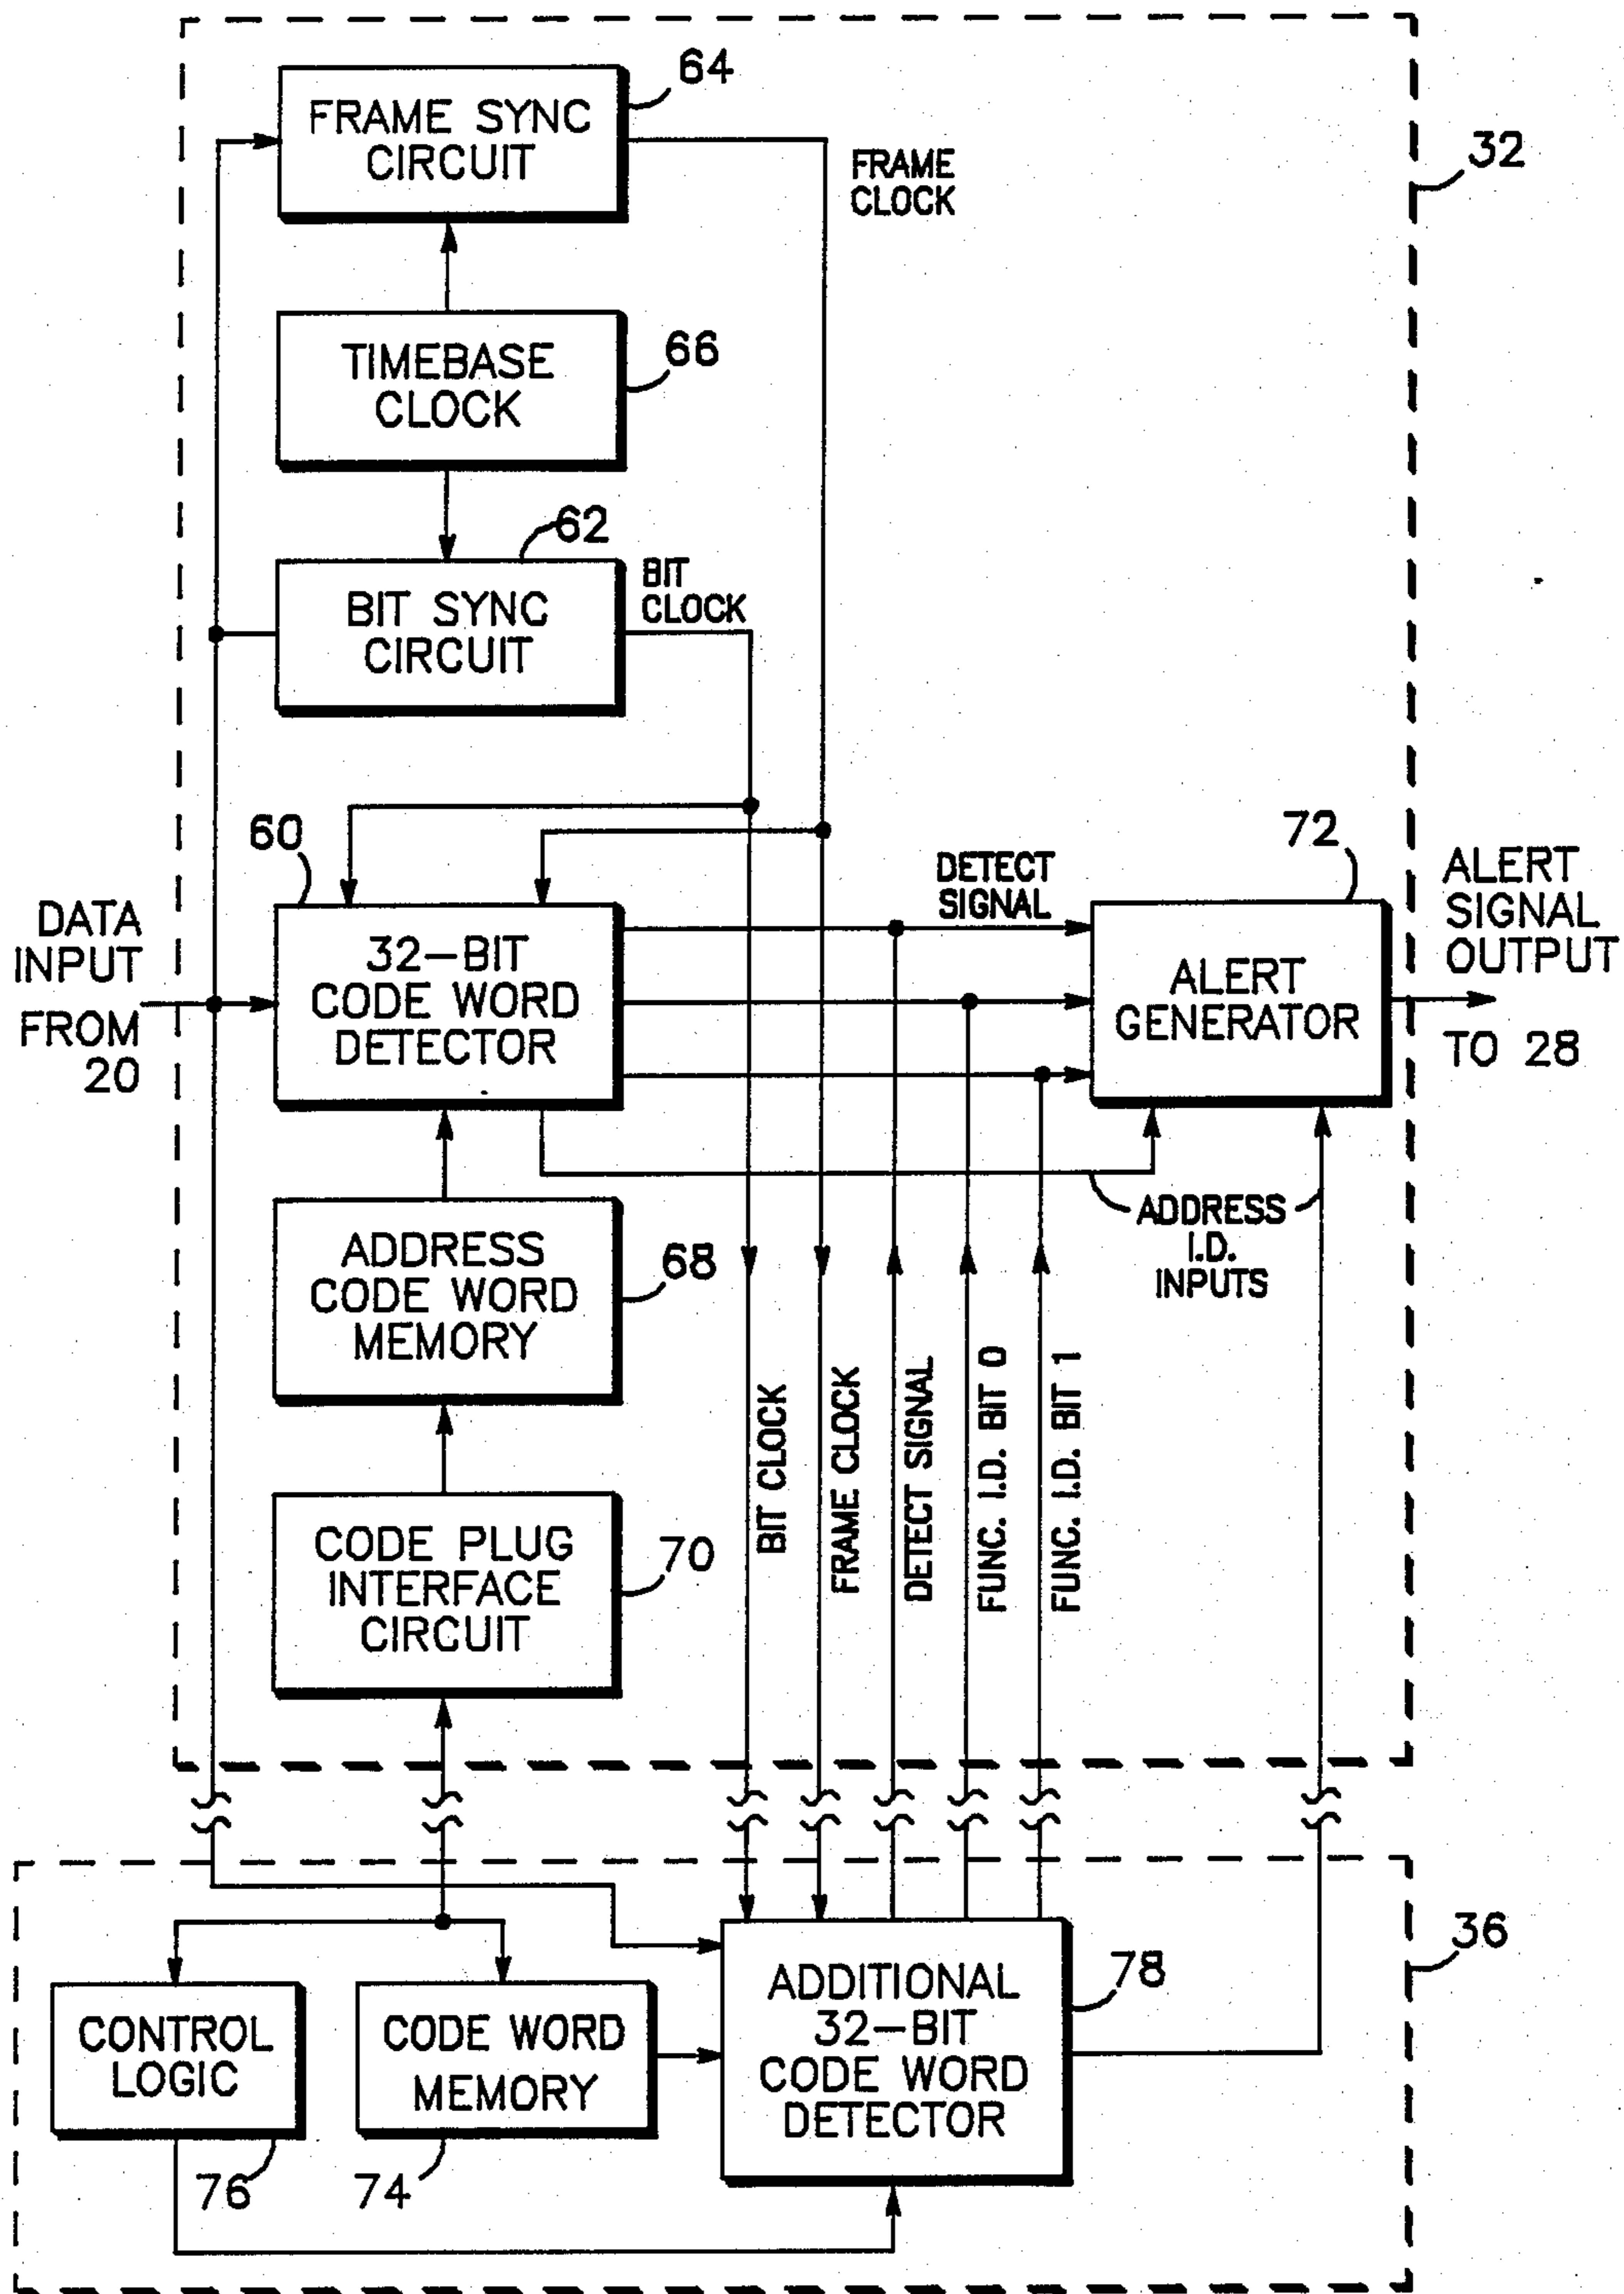 64
FRAME SYNC
CIRCUIT
FRAME
CLOCK
32
TIMEBASE
CLOCK
66
62
BIT SYNC
CIRCUIT
BIT
CLOCK
60
72
DATA
INPUT
FROM
20
32-BIT
CODE WORD
DETECTOR
DETECT
SIGNAL
ALERT
GENERATOR
ALERT
SIGNAL
OUTPUT
TO 28
ADDRESS
I.D.
INPUTS
ADDRESS
CODE WORD
MEMORY
68
BIT CLOCK
FRAME CLOCK
DETECT SIGNAL
FUNC. I.D. BIT 0
FUNC. I.D. BIT 1
CODE PLUG
INTERFACE
CIRCUIT
70
36
CONTROL
LOGIC
76
CODE WORD
MEMORY
74
ADDITIONAL
32-BIT
CODE WORD
DETECTOR
78